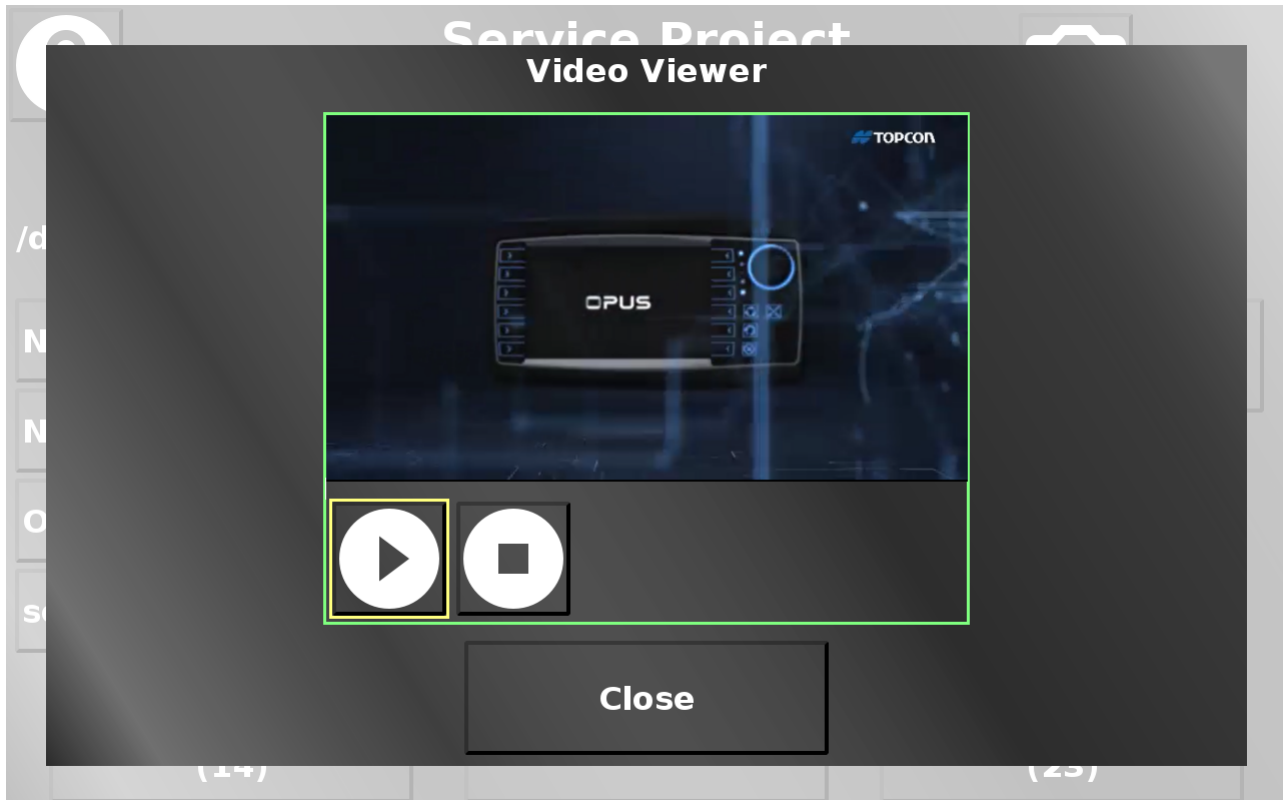 Service Project
Video Viewer
TOPCON
OPUS
/d
N
N
O
Close
(14)
(23)